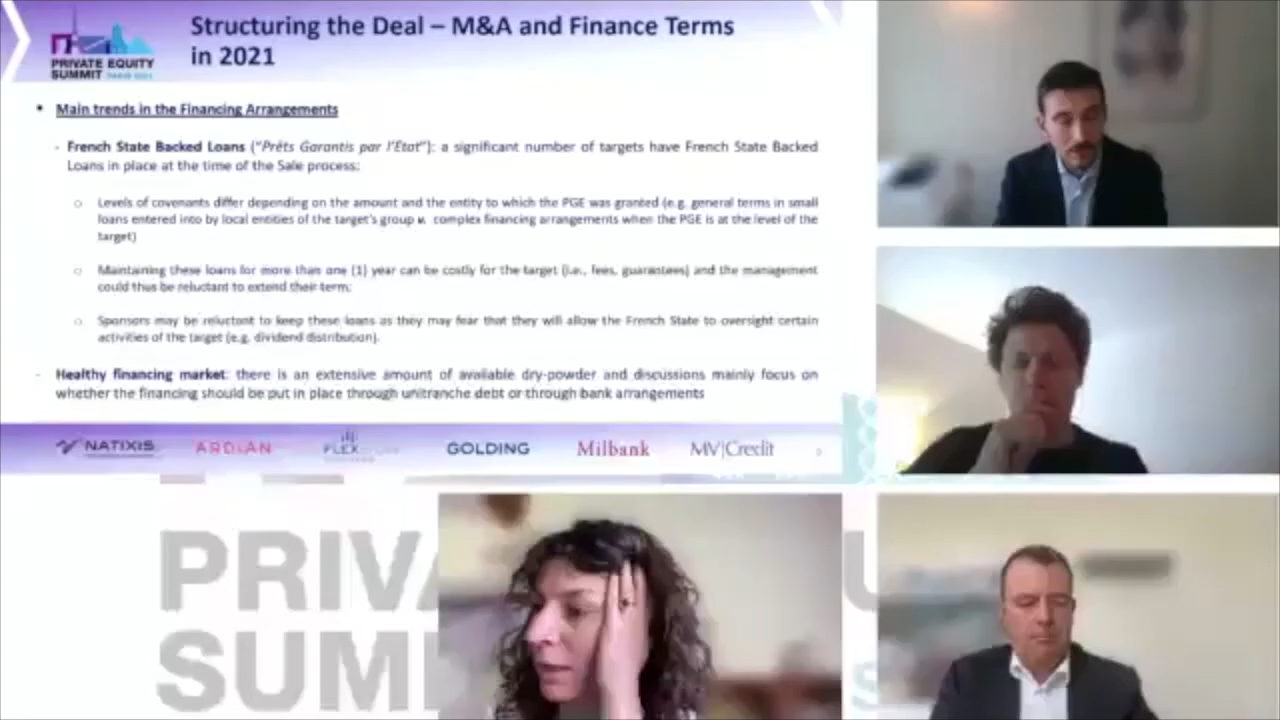 Structuring the Deal – M&A and Finance Terms
in 2021
PRIVATE EQUITY
SUMMIT PARIS 2021
• Main trends in the Financing Arrangements
- French State Backed Loans ("Prêts Garantis par l'Etat"): a significant number of targets have French State Backed
Loans in place at the time of the Sale process:
o Levels of covenants differ depending on the amount and the entity to which the PGE was granted (e.g. general terms in small
loans entered into by local entities of the target's group v. complex financing arrangements when the PGE is at the level of the
target)
o Maintaining these loans for more than one (1) year can be costly for the target (i.e., fees, guarantees) and the management
could thus be reluctant to extend their term;
o Sponsors may be reluctant to keep these loans as they may fear that they will allow the French State to oversight certain
activities of the target (e.g. dividend distribution).
- Healthy financing market: there is an extensive amount of available dry-powder and discussions mainly focus on
whether the financing should be put in place through unitranche debt or through bank arrangements
NATIXIS ARDIAN FLEX GOLDING Milbank MV|Credit
PRIVA U
SUM S